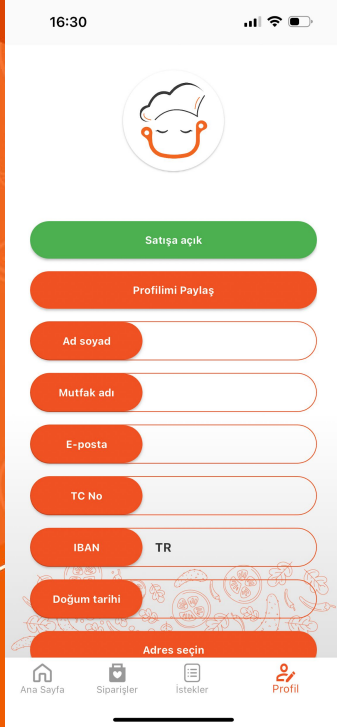 16:30
Satışa açık
Profilimi Paylaş
Ad soyad
Mutfak adı
E-posta
TC No
IBAN TR
Doğum tarihi
Adres seçin
Ana Sayfa Siparişler İstekler Profil